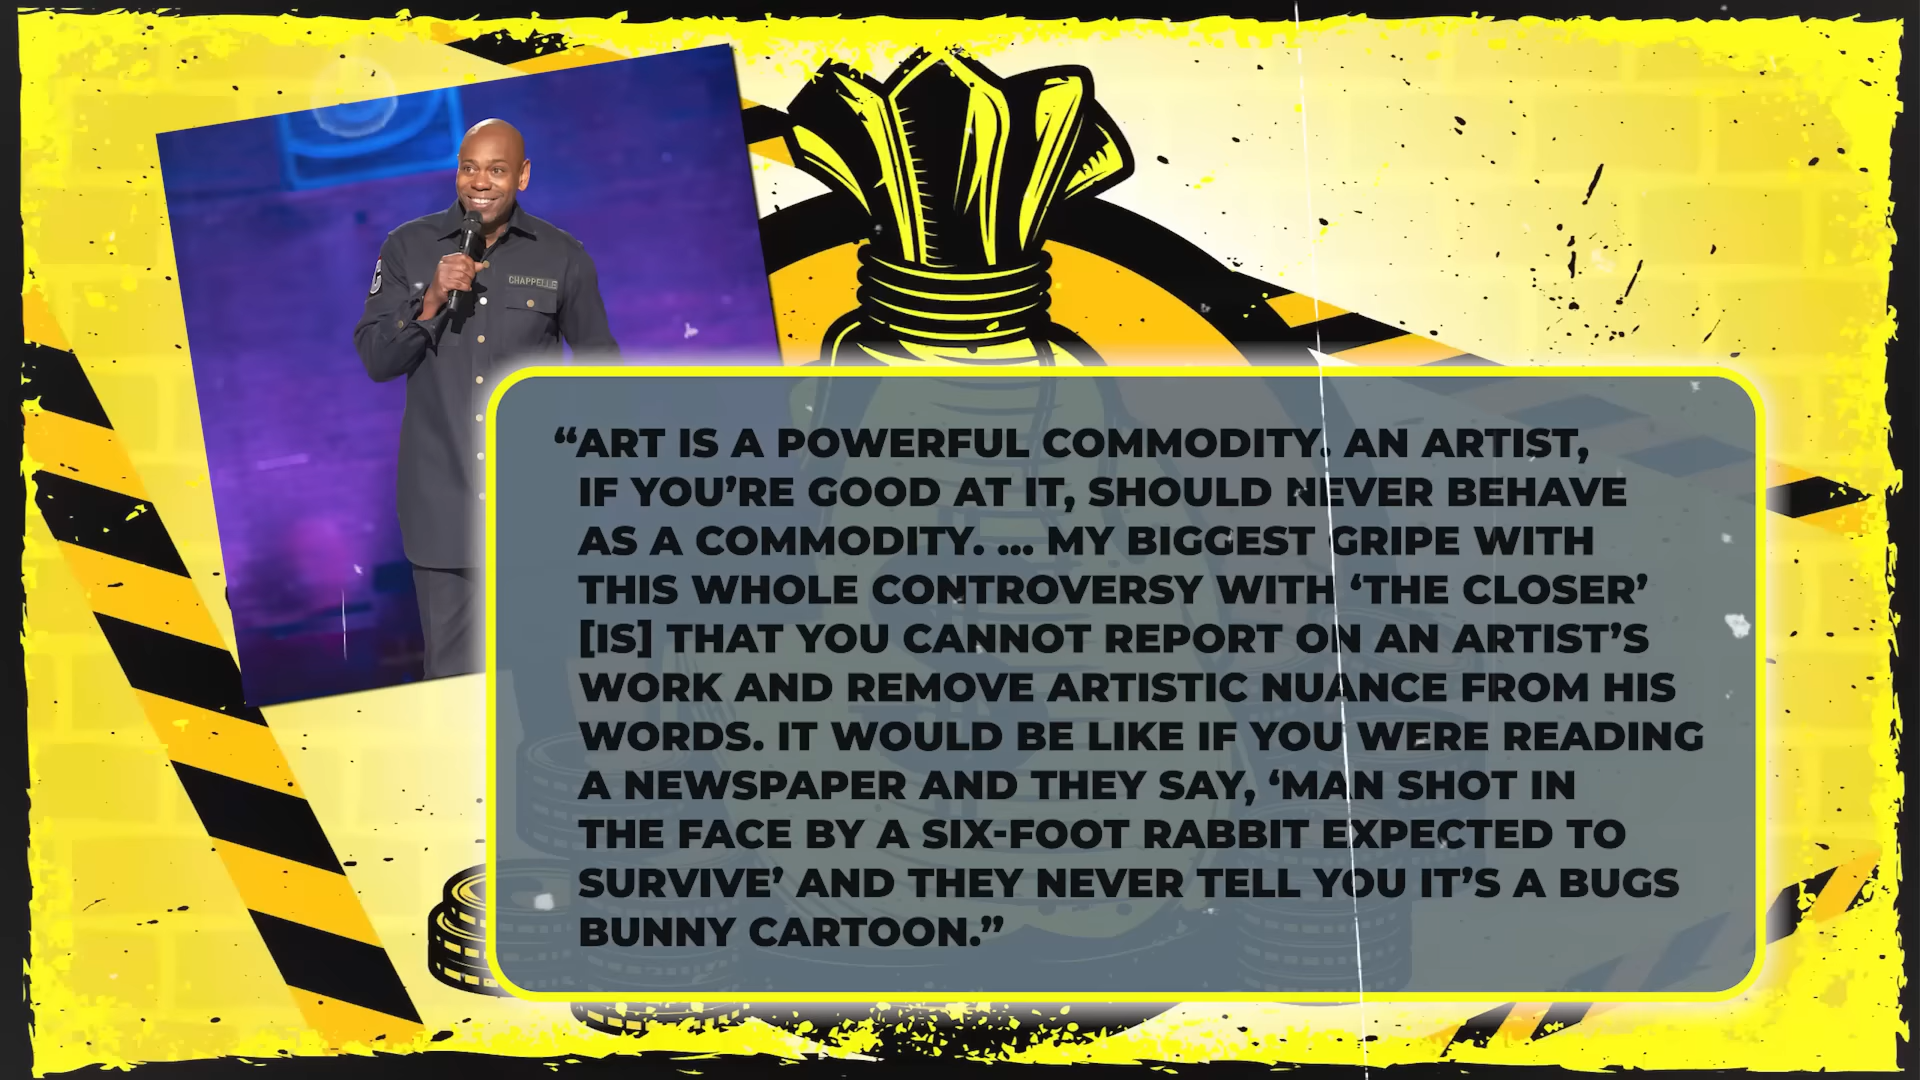 CHAPPELLE
“ART IS A POWERFUL COMMODITY. AN ARTIST,
IF YOU’RE GOOD AT IT, SHOULD NEVER BEHAVE
AS A COMMODITY. ... MY BIGGEST GRIPE WITH
THIS WHOLE CONTROVERSY WITH ‘THE CLOSER’
[IS] THAT YOU CANNOT REPORT ON AN ARTIST’S
WORK AND REMOVE ARTISTIC NUANCE FROM HIS
WORDS. IT WOULD BE LIKE IF YOU WERE READING
A NEWSPAPER AND THEY SAY, ‘MAN SHOT IN
THE FACE BY A SIX-FOOT RABBIT EXPECTED TO
SURVIVE’ AND THEY NEVER TELL YOU IT’S A BUGS
BUNNY CARTOON.”